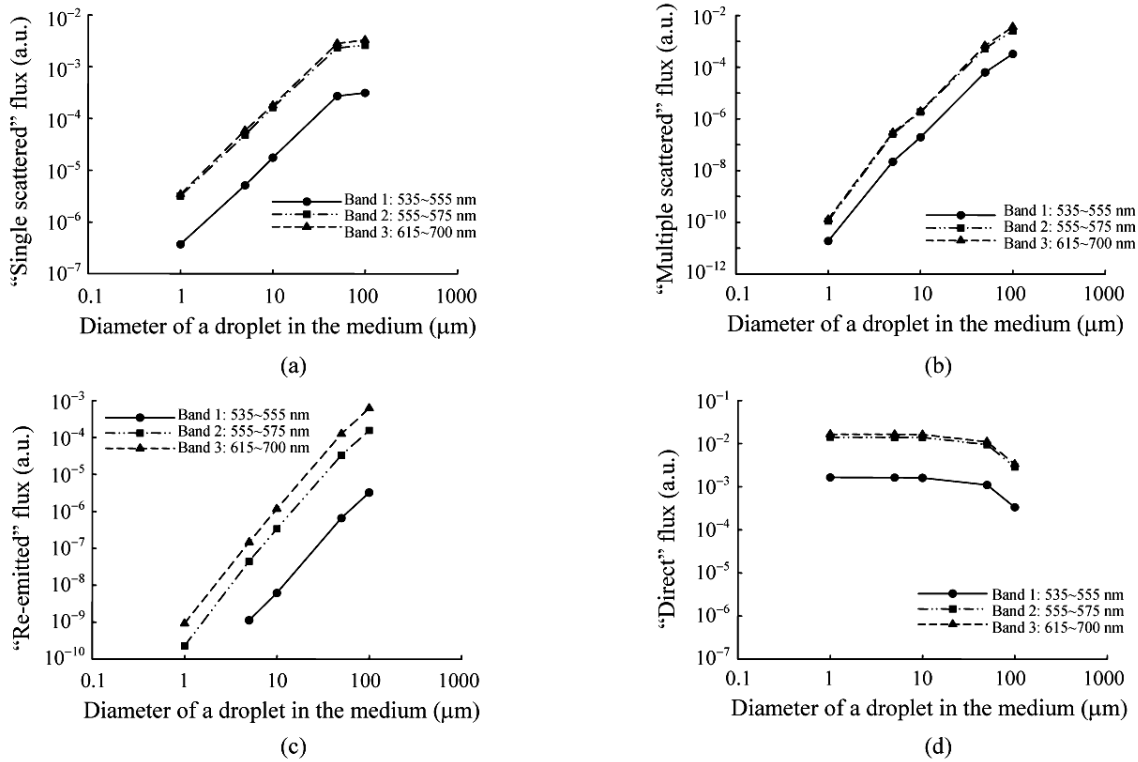 “Single scattered” flux (a.u.)
10⁻²
10⁻³
10⁻⁴
10⁻⁵
10⁻⁶
10⁻⁷
Band 1: 535~555 nm
Band 2: 555~575 nm
Band 3: 615~700 nm
0.1 1 10 100 1000
Diameter of a droplet in the medium (μm)
(a)
“Multiple scattered” flux (a.u.)
10⁻²
10⁻⁴
10⁻⁶
10⁻⁸
10⁻¹⁰
10⁻¹²
Band 1: 535~555 nm
Band 2: 555~575 nm
Band 3: 615~700 nm
0.1 1 10 100 1000
Diameter of a droplet in the medium (μm)
(b)
“Re-emitted” flux (a.u.)
10⁻³
10⁻⁴
10⁻⁵
10⁻⁶
10⁻⁷
10⁻⁸
10⁻⁹
10⁻¹⁰
Band 1: 535~555 nm
Band 2: 555~575 nm
Band 3: 615~700 nm
0.1 1 10 100 1000
Diameter of a droplet in the medium (μm)
(c)
“Direct” flux (a.u.)
10⁻¹
10⁻²
10⁻³
10⁻⁴
10⁻⁵
10⁻⁶
10⁻⁷
Band 1: 535~555 nm
Band 2: 555~575 nm
Band 3: 615~700 nm
0.1 1 10 100 1000
Diameter of a droplet in the medium (μm)
(d)